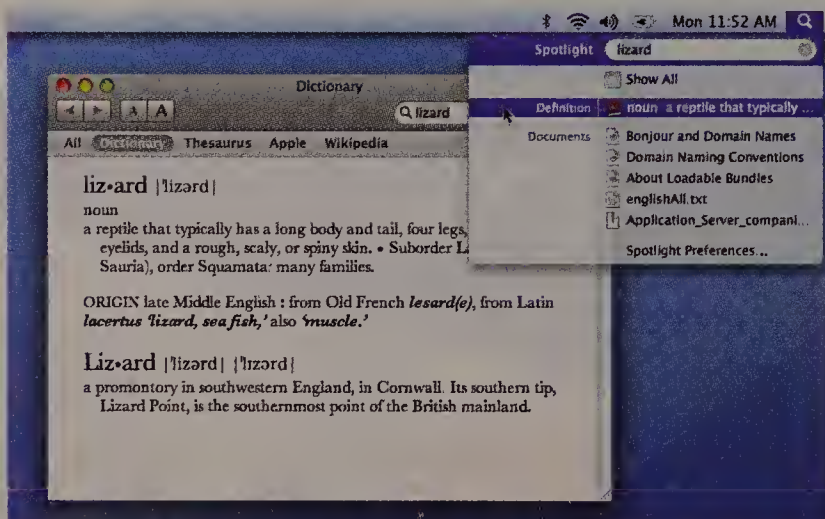 Mon 11:52 AM
Spotlight lizard
Show All
Definition noun a reptile that typically ...
Documents Bonjour and Domain Names
Domain Naming Conventions
About Loadable Bundles
englishAll.txt
Application_Server_compani...
Spotlight Preferences...
Dictionary
A A lizard
All Dictionary Thesaurus Apple Wikipedia
liz•ard |ˈlizərd|
noun
a reptile that typically has a long body and tail, four legs,
eyelids, and a rough, scaly, or spiny skin. • Suborder
Sauria), order Squamata: many families.
ORIGIN late Middle English : from Old French lesard(e), from Latin
lacertus 'lizard, sea fish,' also 'muscle.'
Liz•ard |ˈlizərd| |ˈlɪzərd|
a promontory in southwestern England, in Cornwall. Its southern tip,
Lizard Point, is the southernmost point of the British mainland.